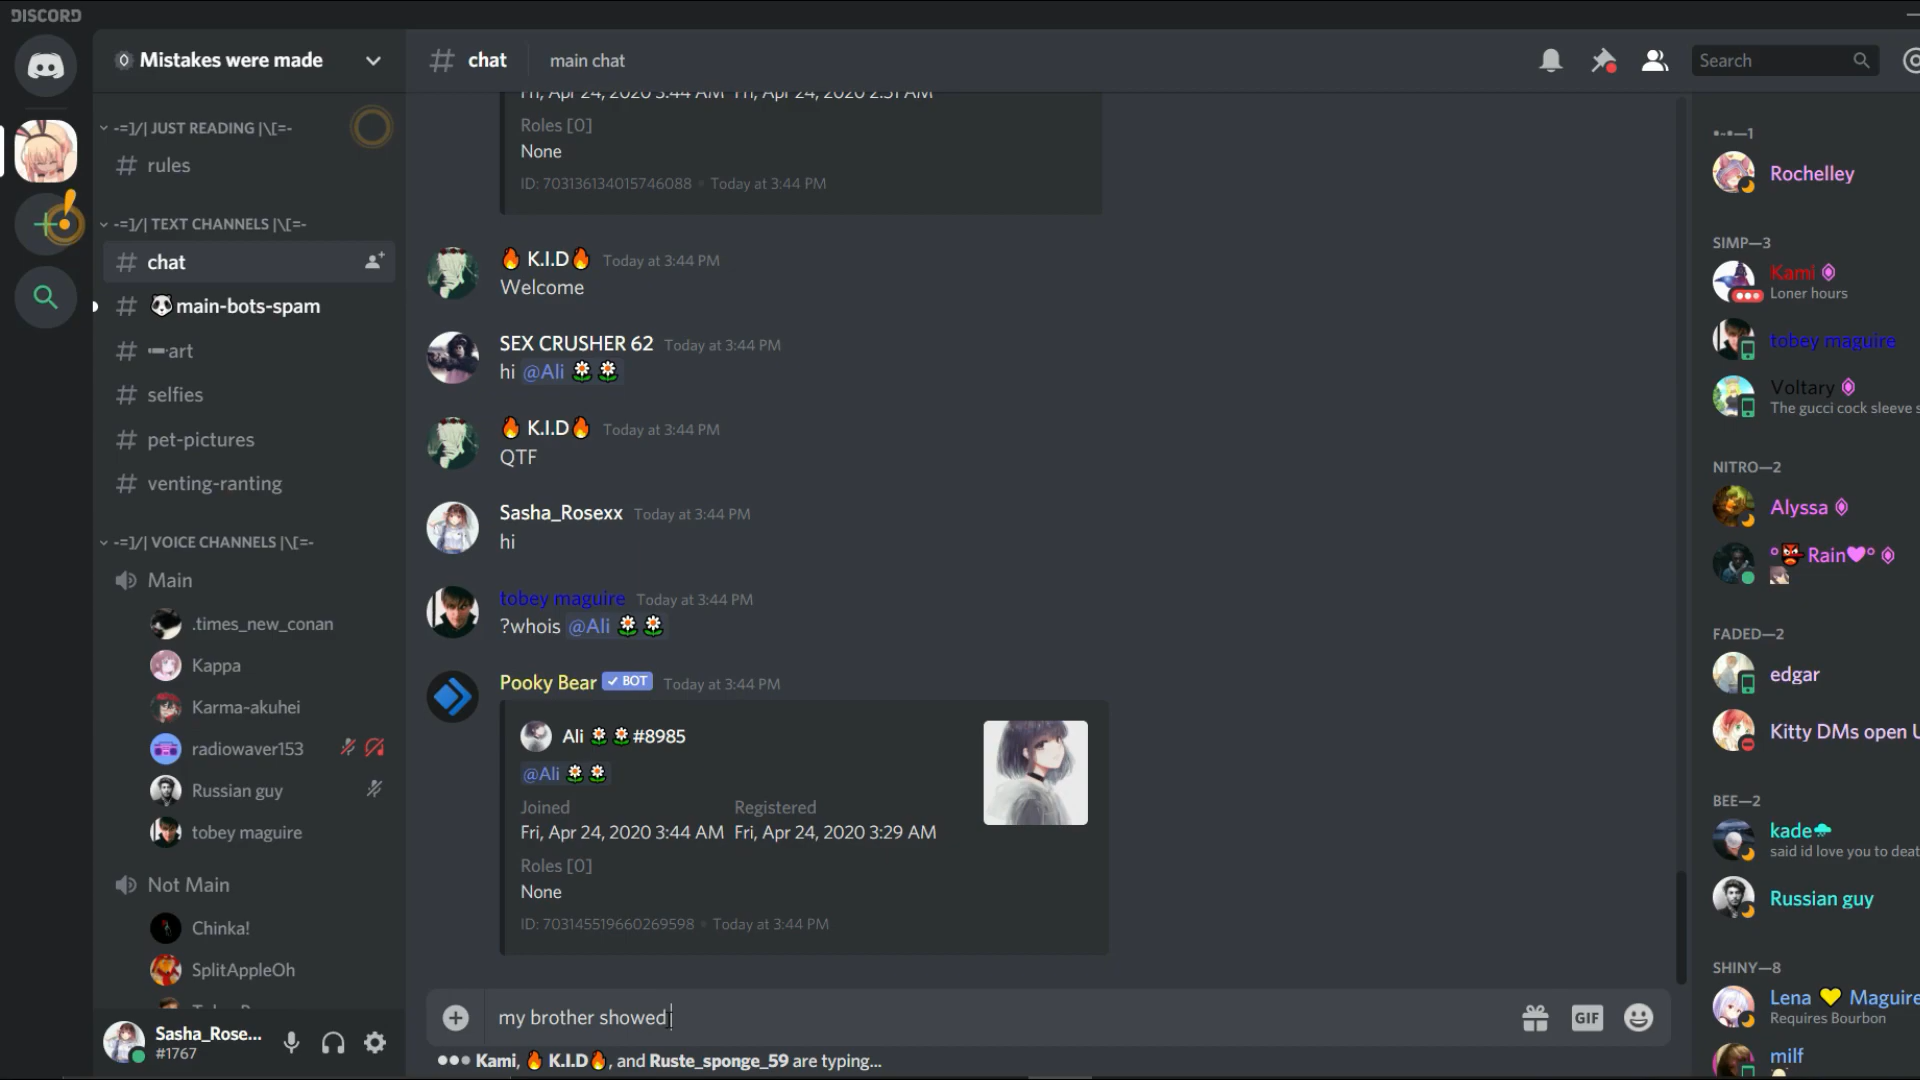 DISCORD
Mistakes were made
-=]/| JUST READING |\[=-
rules
-=]/| TEXT CHANNELS |\[=-
chat
🐼main-bots-spam
art
selfies
pet-pictures
venting-ranting
-=]/| VOICE CHANNELS |\[=-
Main
.times_new_conan
Kappa
Karma-akuhei
radiowaver153
Russian guy
tobey maguire
Not Main
Chinka!
SplitAppleOh
Sasha_Rose...
#1767
# chat
main chat
Search
Fri, Apr 24, 2020 3:44 AM Fri, Apr 24, 2020 2:51 AM
Roles [0]
None
ID: 703136134015746088 • Today at 3:44 PM
🔥 K.I.D🔥 Today at 3:44 PM
Welcome
SEX CRUSHER 62 Today at 3:44 PM
hi @Ali 🌼🌼
🔥 K.I.D🔥 Today at 3:44 PM
QTF
Sasha_Rosexx Today at 3:44 PM
hi
tobey maguire Today at 3:44 PM
?whois @Ali 🌼🌼
Pooky Bear ✓ BOT Today at 3:44 PM
Ali 🌼🌼#8985
@Ali 🌼🌼
Joined Registered
Fri, Apr 24, 2020 3:44 AM Fri, Apr 24, 2020 3:29 AM
Roles [0]
None
ID: 703145519660269598 • Today at 3:44 PM
my brother showed
GIF
Kami, 🔥 K.I.D🔥, and Ruste_sponge_59 are typing...
•-•—1
Rochelley
SIMP—3
Kami
Loner hours
tobey maguire
Voltary
The gucci cock sleeve s
NITRO—2
Alyssa
°👺Rain♥°
FADED—2
edgar
Kitty DMs open U
BEE—2
kade🌧
said id love you to deat
Russian guy
SHINY—8
Lena 💛 Maguire
Requires Bourbon
milf